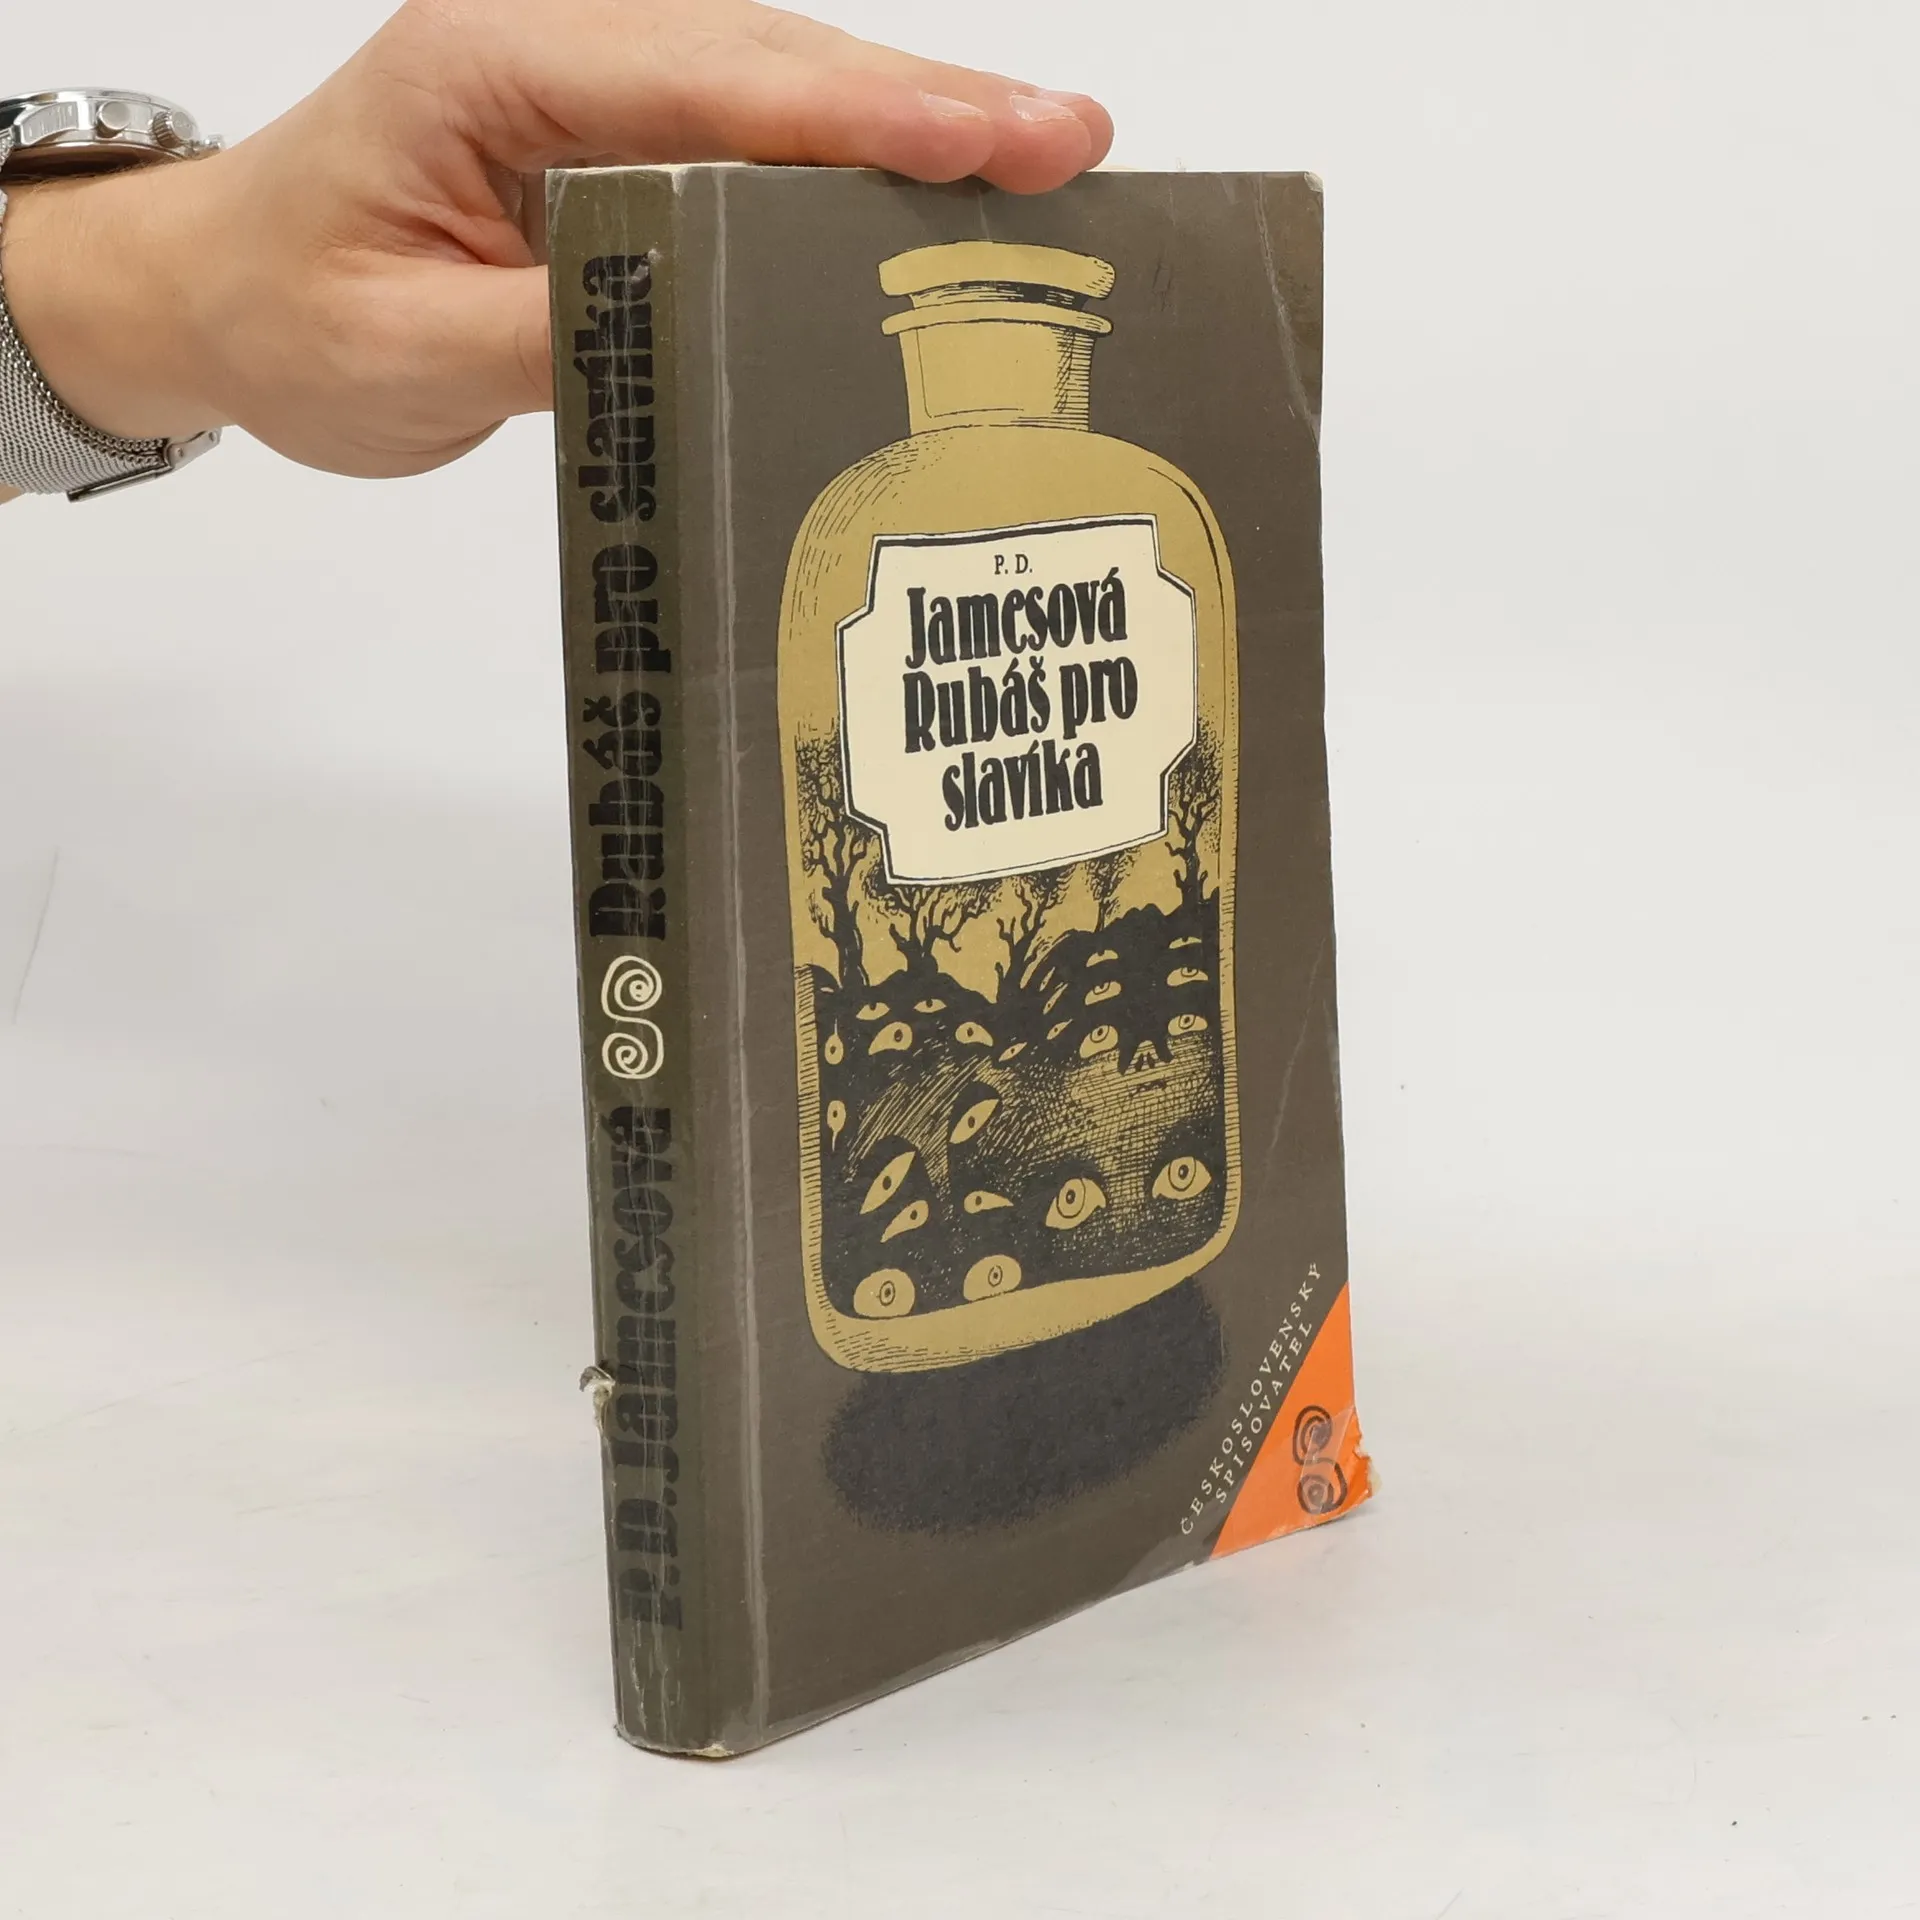 P. D. Jamesová Rubáš pro slavíka
P. D.
Jamesová
Rubáš pro
slavíka
ČESKOSLOVENSKÝ
SPISOVATEL